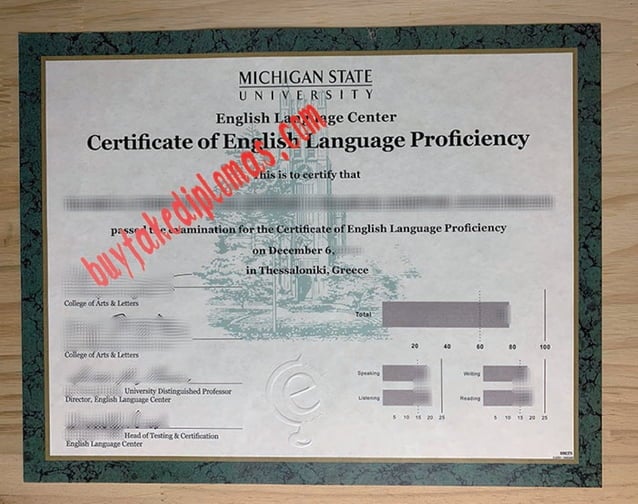 MICHIGAN STATE
UNIVERSITY
English Language Center
Certificate of English Language Proficiency
This is to certify that
passed the examination for the Certificate of English Language Proficiency
on December 6,
in Thessaloniki, Greece
buyfakediplomas.com
College of Arts & Letters
College of Arts & Letters
University Distinguished Professor
Director, English Language Center
Head of Testing & Certification
English Language Center
Total
20 40 60 80 100
Speaking Writing
Listening Reading
5 10 15 20 25 5 10 15 20 25